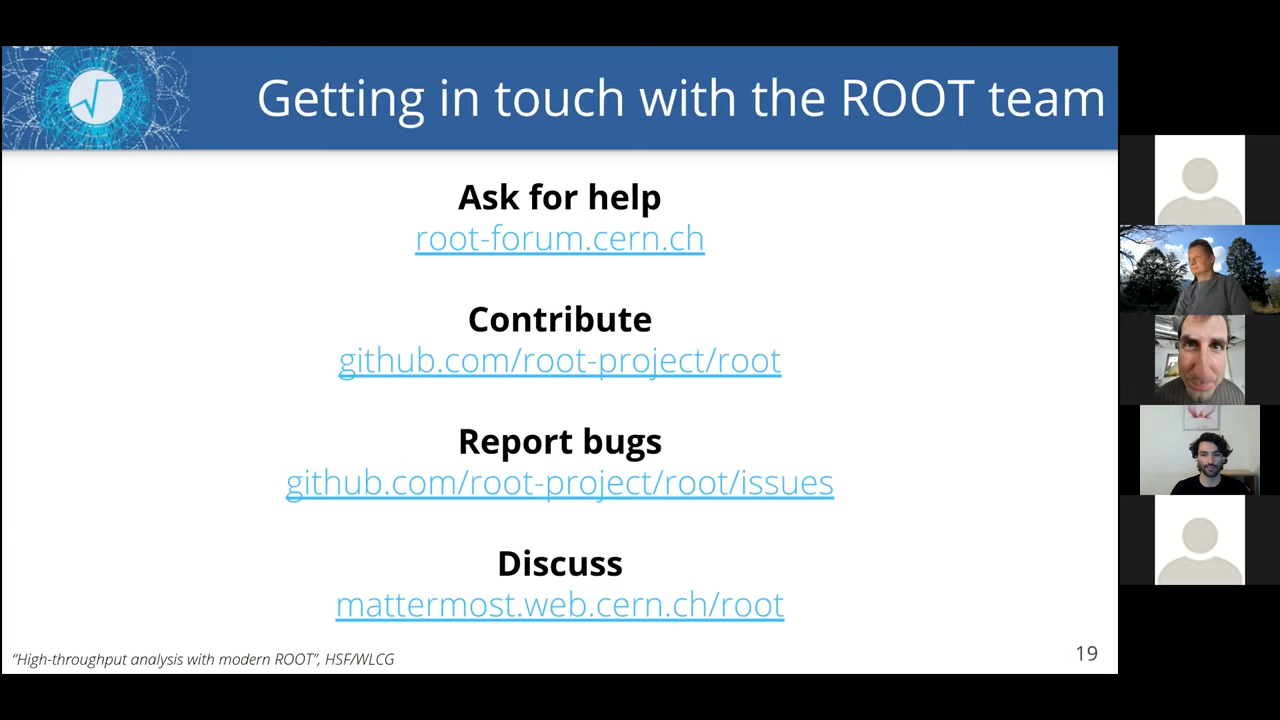 Getting in touch with the ROOT team
Ask for help
root-forum.cern.ch
Contribute
github.com/root-project/root
Report bugs
github.com/root-project/root/issues
Discuss
mattermost.web.cern.ch/root
“High-throughput analysis with modern ROOT”, HSF/WLCG
19